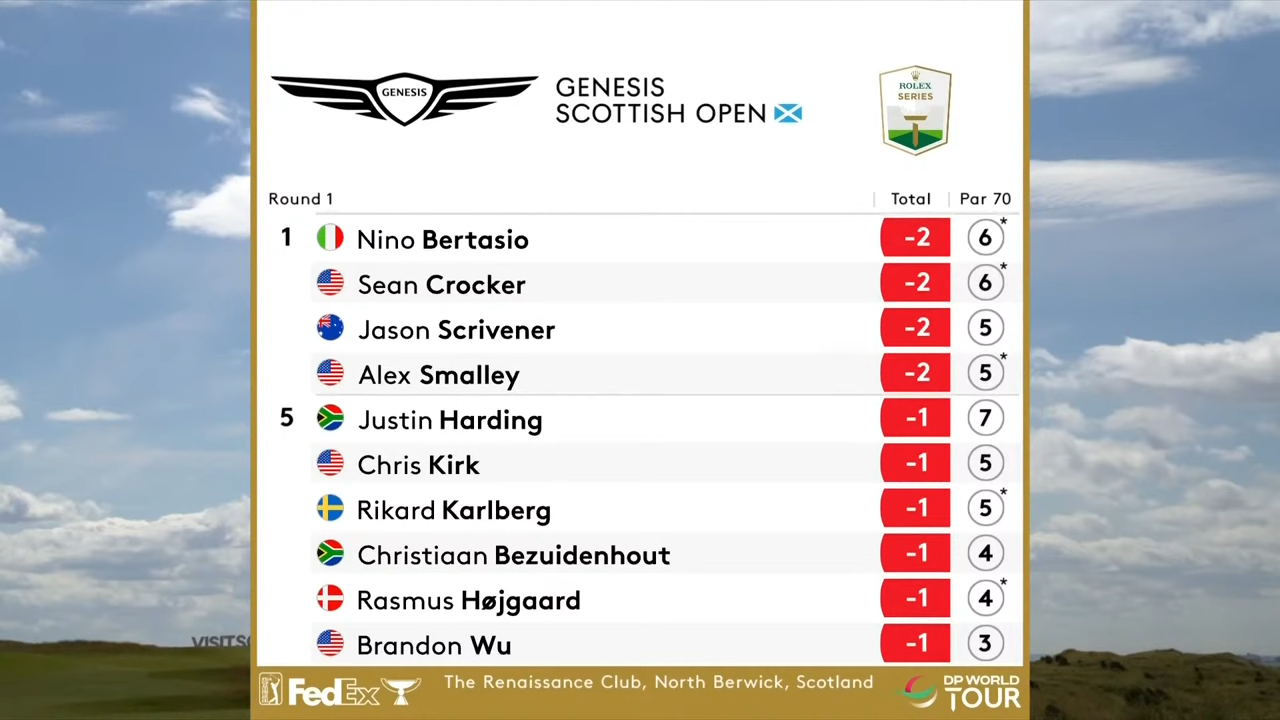 GENESIS
GENESIS
SCOTTISH OPEN
ROLEX
SERIES
Round 1 Total Par 70
1 Nino Bertasio -2 6*
Sean Crocker -2 6*
Jason Scrivener -2 5
Alex Smalley -2 5*
5 Justin Harding -1 7
Chris Kirk -1 5
Rikard Karlberg -1 5*
Christiaan Bezuidenhout -1 4
Rasmus Højgaard -1 4*
Brandon Wu -1 3
VISITS
PGA TOUR FedEx The Renaissance Club, North Berwick, Scotland DP WORLD
TOUR